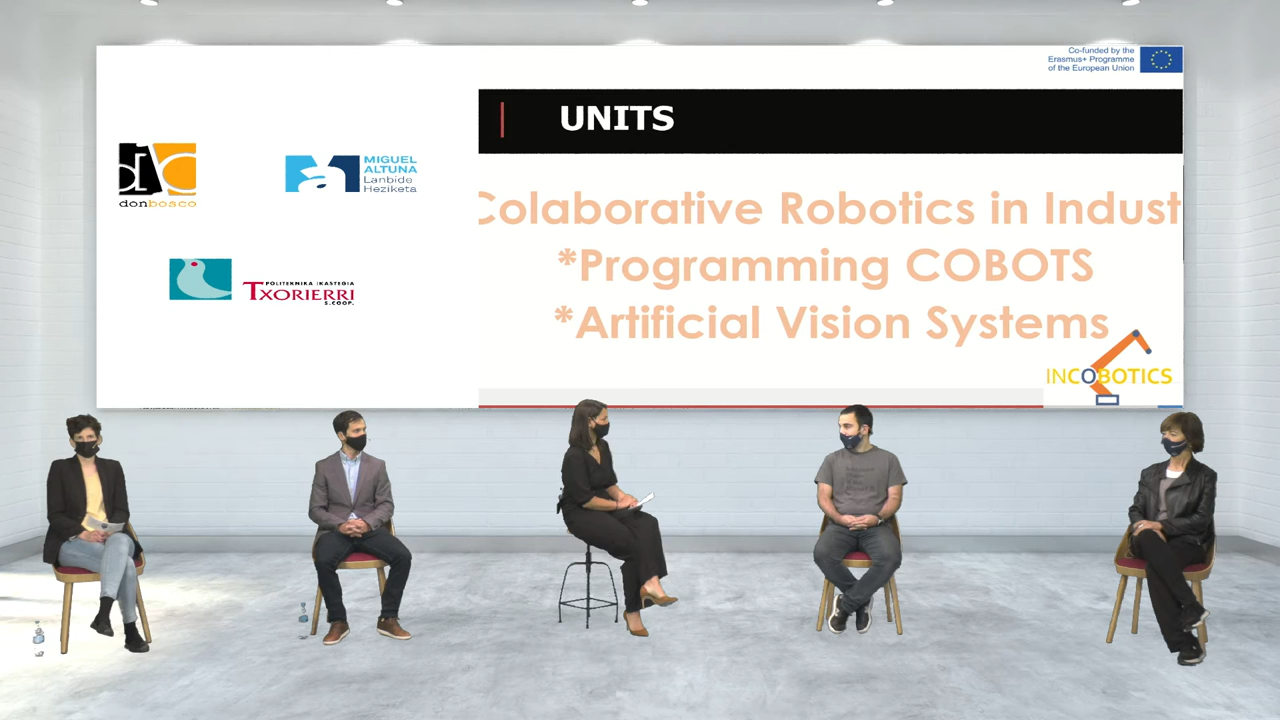 Co-funded by the
Erasmus+ Programme
of the European Union
UNITS
donbosco
MIGUEL
ALTUNA
Lanbide
Heziketa
Colaborative Robotics in Indust
*Programming COBOTS
*Artificial Vision Systems
POLITEKNIKA IKASTEGIA
TXORIERRI
S.COOP.
INCOBOTICS